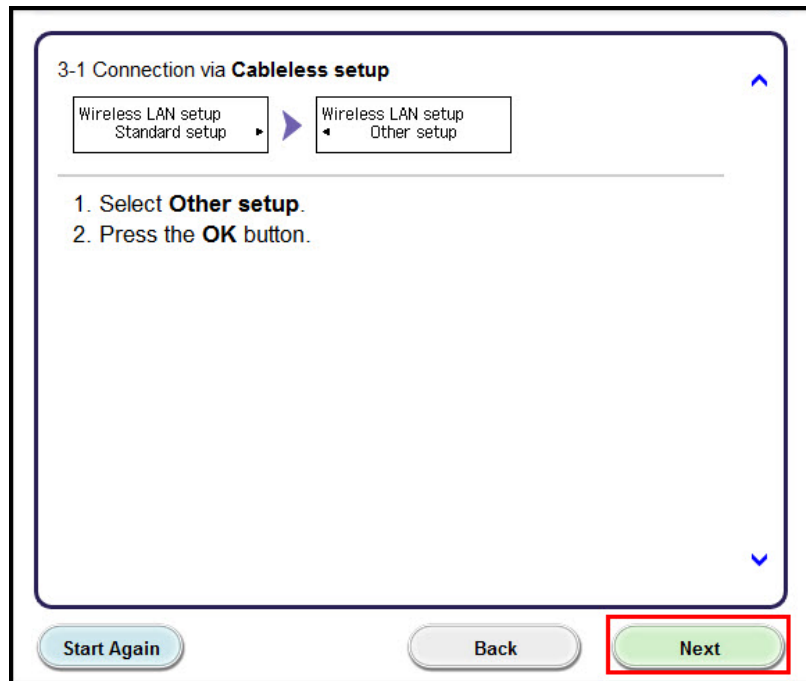 3-1 Connection via Cableless setup
Wireless LAN setup
Standard setup
Wireless LAN setup
Other setup
1. Select Other setup.
2. Press the OK button.
Start Again
Back
Next